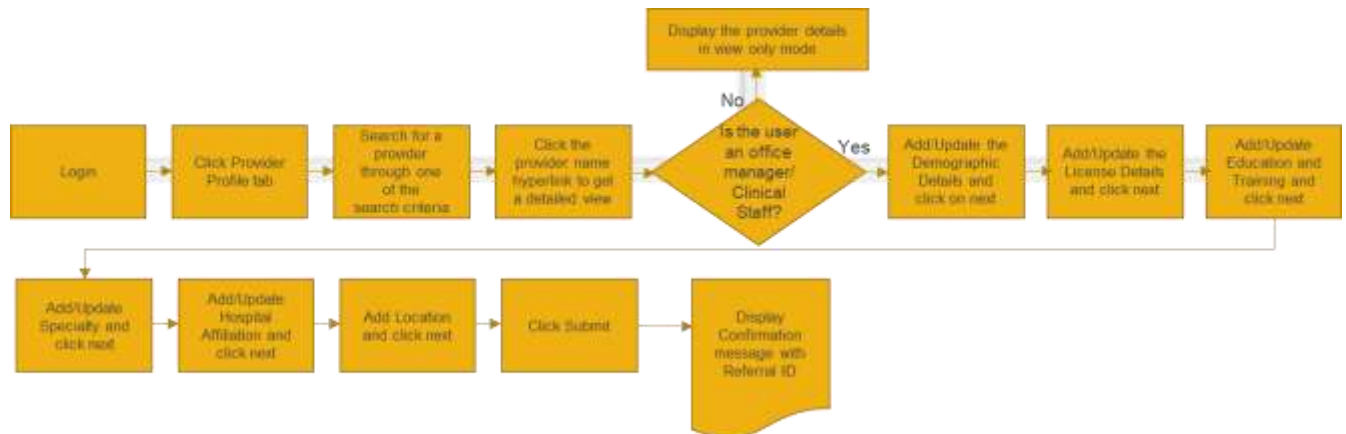 Display the provider details
in view only mode
No
Login
Click Provider
Profile tab
Search for a
provider
through one
of the
search criteria
Click the
provider name
hyperlink to get
a detailed view
Is the user
an office
manager/
Clinical
Staff?
Yes
Add/Update the
Demographic
Details and
click on next
Add/Update the
License Details
and click next
Add/Update
Education and
Training and
click next
Add/Update
Specialty and
click next
Add/Update
Hospital
Affiliation and
click next
Add Location
and click next
Click Submit
Display
Confirmation
message with
Referral ID